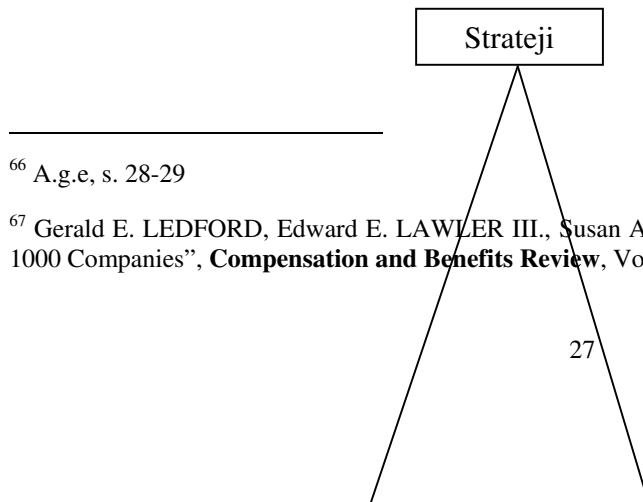 Strateji
66 A.g.e, s. 28-29
67 Gerald E. LEDFORD, Edward E. LAWLER III., Susan A
1000 Companies”, Compensation and Benefits Review, Vo
27